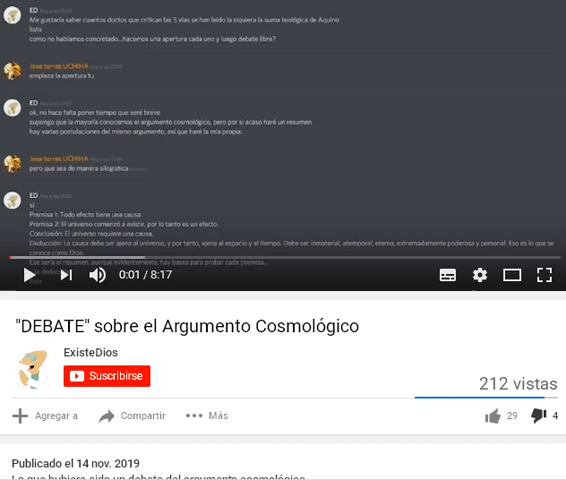 ED
Me gustaría saber cuantos doctos que critican las 5 vías se han leído la siquiera la suma teológica de Aquino
listo
como no hablamos concretado...hacemos una apertura cada uno y luego debate libre?
Jose torres UCHIHA
empieza la apertura tu
ED
ok, no hace falta poner tiempo que seré breve
supongo que la mayoría conocemos el argumento cosmológico, pero por si acaso haré un resumen
hay varias postulaciones del mismo argumento, así que haré la mía propia:
Jose torres UCHIHA
pero que sea de manera silogistica
ED
si
Premisa 1: Todo efecto tiene una causa
Premisa 2: El universo comenzó a existir, por lo tanto es un efecto.
Conclusión: El universo requiere una causa.
Deducción: La causa debe ser ajena al universo, y por tanto, ajena al espacio y al tiempo. Debe ser inmaterial, atemporal, eterna, extremadamente poderosa y personal. Eso es lo que se
conoce como Dios
Ese sería el resumen, aunque evidentemente, hay bases para probar cada premisa...
0:01 / 8:17
"DEBATE" sobre el Argumento Cosmológico
ExisteDios
Suscribirse
212 vistas
Agregar a Compartir Más 29 4
Publicado el 14 nov. 2019
Lo que hubiera sido un debate del argumento cosmológico